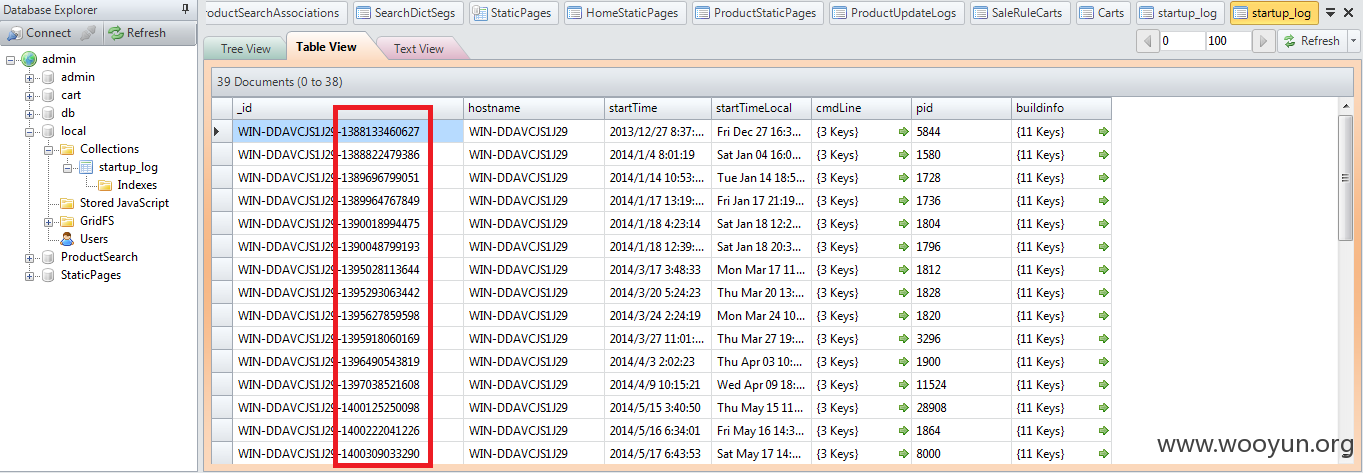 Database Explorer
Connect Refresh
admin
admin
cart
db
local
Collections
startup_log
Indexes
Stored JavaScript
GridFS
Users
ProductSearch
StaticPages
oductSearchAssociations SearchDictSegs StaticPages HomeStaticPages ProductStaticPages ProductUpdateLogs SaleRuleCarts Carts startup_log startup_log
Tree View Table View Text View 0 100 Refresh
39 Documents (0 to 38)
_id hostname startTime startTimeLocal cmdLine pid buildinfo
WIN-DDAVCJS1J29-1388133460627 WIN-DDAVCJS1J29 2013/12/27 8:37:... Fri Dec 27 16:3... {3 Keys} 5844 {11 Keys}
WIN-DDAVCJS1J29-1388822479386 WIN-DDAVCJS1J29 2014/1/4 8:01:19 Sat Jan 04 16:0... {3 Keys} 1580 {11 Keys}
WIN-DDAVCJS1J29-1389696799051 WIN-DDAVCJS1J29 2014/1/14 10:53:... Tue Jan 14 18:5... {3 Keys} 1728 {11 Keys}
WIN-DDAVCJS1J29-1389964767849 WIN-DDAVCJS1J29 2014/1/17 13:19:... Fri Jan 17 21:19... {3 Keys} 1736 {11 Keys}
WIN-DDAVCJS1J29-1390018994475 WIN-DDAVCJS1J29 2014/1/18 4:23:14 Sat Jan 18 12:2... {3 Keys} 1804 {11 Keys}
WIN-DDAVCJS1J29-1390048799193 WIN-DDAVCJS1J29 2014/1/18 12:39:... Sat Jan 18 20:3... {3 Keys} 1796 {11 Keys}
WIN-DDAVCJS1J29-1395028113644 WIN-DDAVCJS1J29 2014/3/17 3:48:33 Mon Mar 17 11... {3 Keys} 1812 {11 Keys}
WIN-DDAVCJS1J29-1395293063442 WIN-DDAVCJS1J29 2014/3/20 5:24:23 Thu Mar 20 13:... {3 Keys} 1828 {11 Keys}
WIN-DDAVCJS1J29-1395627859598 WIN-DDAVCJS1J29 2014/3/24 2:24:19 Mon Mar 24 10... {3 Keys} 1820 {11 Keys}
WIN-DDAVCJS1J29-1395918060169 WIN-DDAVCJS1J29 2014/3/27 11:01:... Thu Mar 27 19:... {3 Keys} 3296 {11 Keys}
WIN-DDAVCJS1J29-1396490543819 WIN-DDAVCJS1J29 2014/4/3 2:02:23 Thu Apr 03 10:... {3 Keys} 1900 {11 Keys}
WIN-DDAVCJS1J29-1397038521608 WIN-DDAVCJS1J29 2014/4/9 10:15:21 Wed Apr 09 18:... {3 Keys} 11524 {11 Keys}
WIN-DDAVCJS1J29-1400125250098 WIN-DDAVCJS1J29 2014/5/15 3:40:50 Thu May 15 11... {3 Keys} 28908 {11 Keys}
WIN-DDAVCJS1J29-1400222041226 WIN-DDAVCJS1J29 2014/5/16 6:34:01 Fri May 16 14:3... {3 Keys} 1864 {11 Keys}
WIN-DDAVCJS1J29-1400309033290 WIN-DDAVCJS1J29 2014/5/17 6:43:53 Sat May 17 14:... {3 Keys} 8000 {11 Keys}
www.wooyun.org